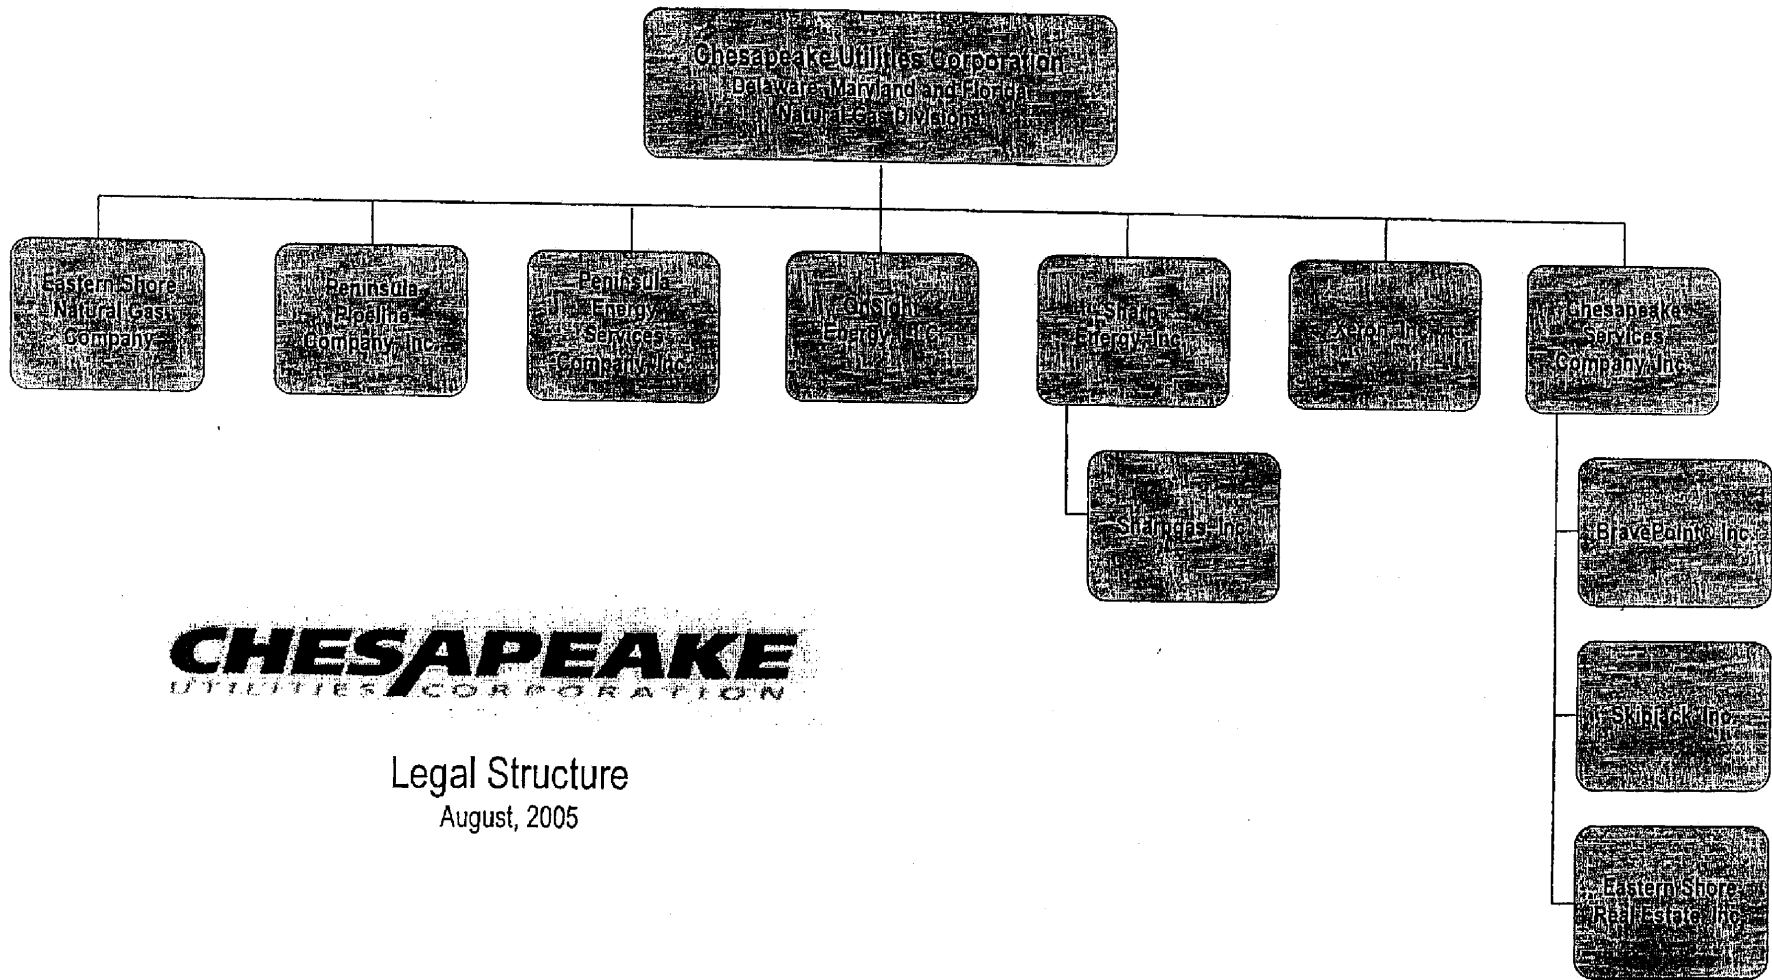 Chesapeake Utilities Corporation
Delaware, Maryland and Florida
Natural Gas Divisions
Eastern Shore
Natural Gas
Company
Peninsula
Pipeline
Company, Inc.
Peninsula
Energy
Services
Company, Inc.
OnSight
Energy, LLC
Sharp
Energy, Inc.
Xeron, Inc.
Chesapeake
Services
Company, Inc.
Sharpgas, Inc.
BravePoint® Inc.
Skipjack, Inc.
Eastern Shore
Real Estate, Inc.
CHESAPEAKE
UTILITIES CORPORATION
Legal Structure
August, 2005